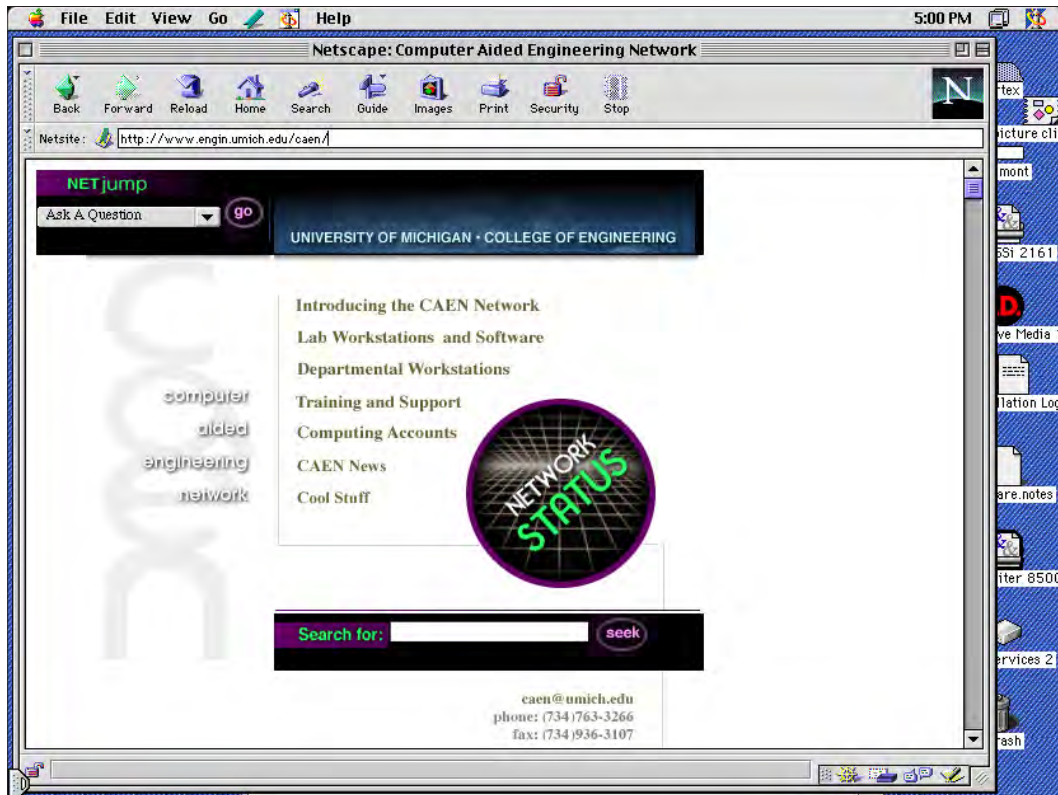 File Edit View Go Help 5:00 PM
Netscape: Computer Aided Engineering Network
Back Forward Reload Home Search Guide Images Print Security Stop
N
Netsite: http://www.engin.umich.edu/caen/
NETjump
Ask A Question go
UNIVERSITY OF MICHIGAN • COLLEGE OF ENGINEERING
caen
computer
aided
engineering
network
Introducing the CAEN Network
Lab Workstations and Software
Departmental Workstations
Training and Support
Computing Accounts
CAEN News
Cool Stuff
NETWORK
STATUS
Search for: seek
caen@umich.edu
phone: (734)763-3266
fax: (734)936-3107
rtex
icture cli
mont
5Si 2161
.D.
ve Media
llation Log
are.notes
iter 8500
ervices 2
rash